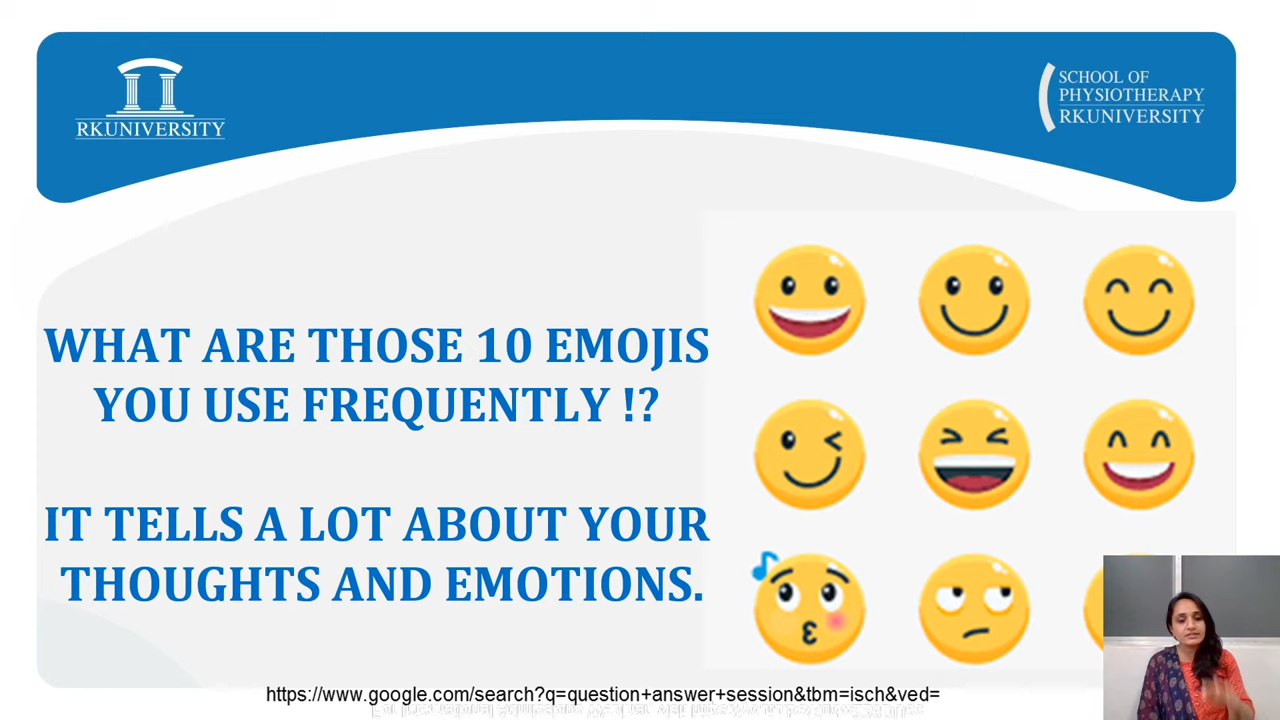 RKUNIVERSITY
SCHOOL OF
PHYSIOTHERAPY
RKUNIVERSITY
WHAT ARE THOSE 10 EMOJIS
YOU USE FREQUENTLY !?
IT TELLS A LOT ABOUT YOUR
THOUGHTS AND EMOTIONS.
https://www.google.com/search?q=question+answer+session&tbm=isch&ved=